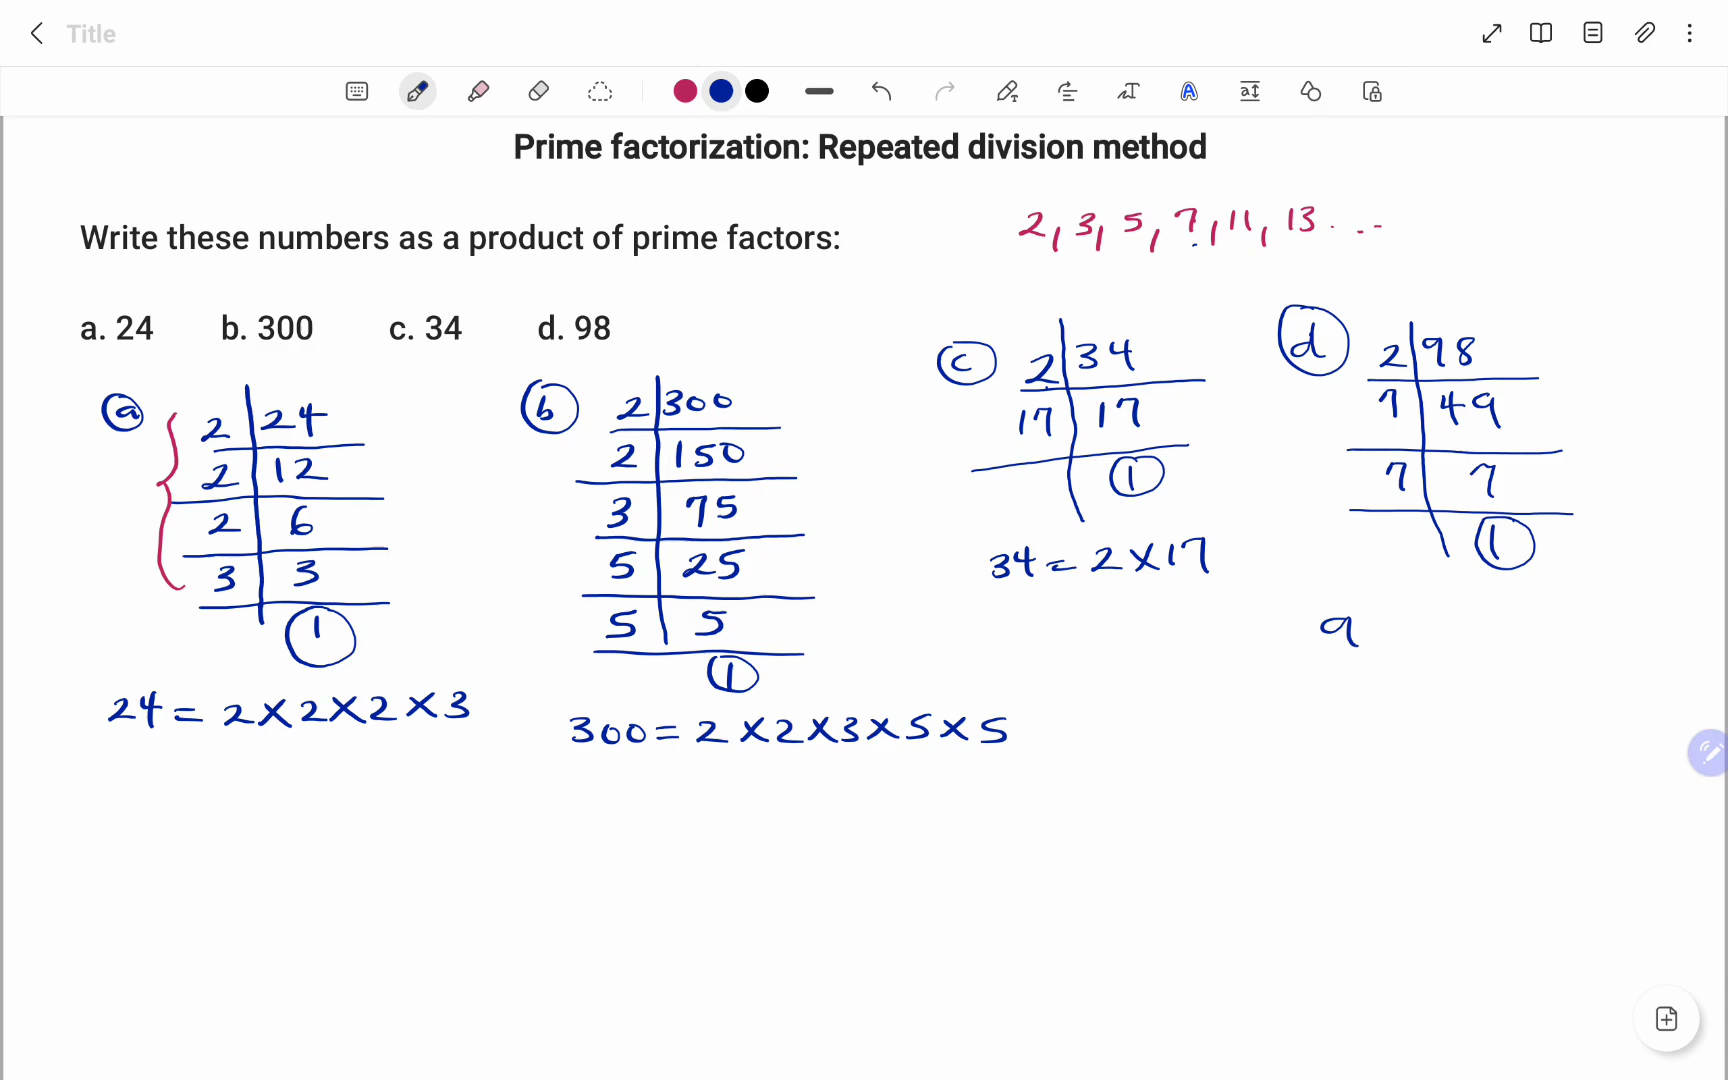 Title
Prime factorization: Repeated division method
Write these numbers as a product of prime factors:
2, 3, 5, 7, 11, 13 ...
a. 24 b. 300 c. 34 d. 98
a
2 24
2 12
2 6
3 3
1
24 = 2 × 2 × 2 × 3
b
2 300
2 150
3 75
5 25
5 5
1
300 = 2 × 2 × 3 × 5 × 5
c
2 34
17 17
1
34 = 2 × 17
d
2 98
7 49
7 7
1
9